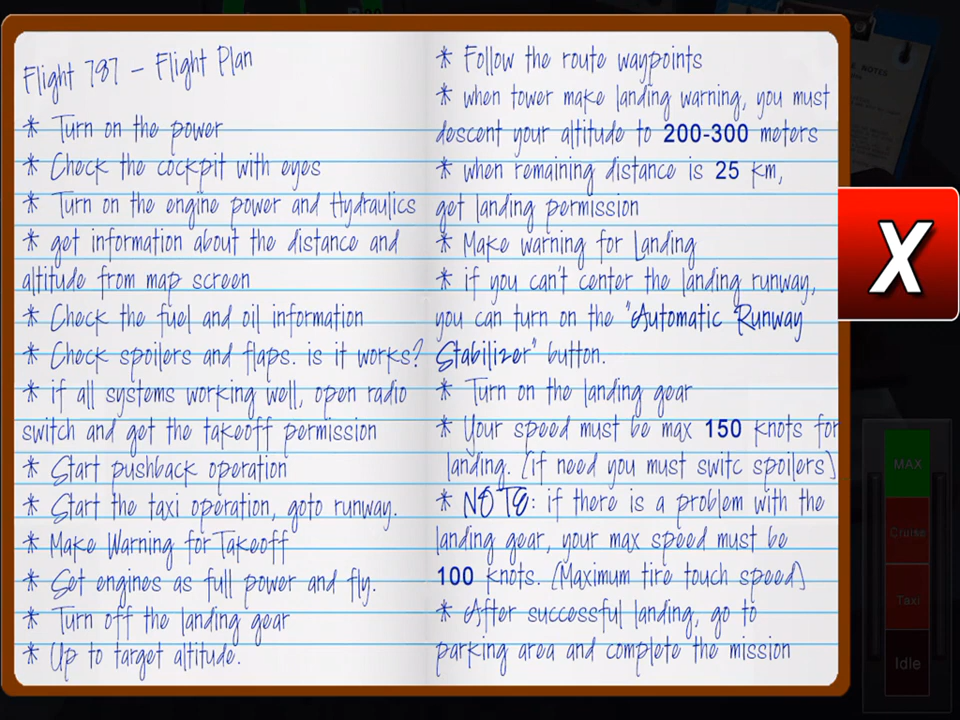 Flight 787 – Flight Plan
* Turn on the power
* Check the cockpit with eyes
* Turn on the engine power and Hydraulics
* get information about the distance and
altitude from map screen
* Check the fuel and oil information
* Check spoilers and flaps. is it works?
* if all systems working well, open radio
switch and get the takeoff permission
* Start pushback operation
* Start the taxi operation, goto runway.
* Make Warning for Takeoff
* Set engines as full power and fly.
* Turn off the landing gear
* Up to target altitude.
* Follow the route waypoints
* when tower make landing warning, you must
descent your altitude to 200-300 meters
* when remaining distance is 25 km,
get landing permission
* Make warning for Landing
* if you can't center the landing runway,
you can turn on the "Automatic Runway
Stabilizer" button.
* Turn on the landing gear
* Your speed must be max 150 knots for
landing. (if need you must switc spoilers)
* NOTE: if there is a problem with the
landing gear, your max speed must be
100 knots. (Maximum tire touch speed)
* After successful landing, go to
parking area and complete the mission
X
NOTES
MAX
Cruise
Taxi
Idle